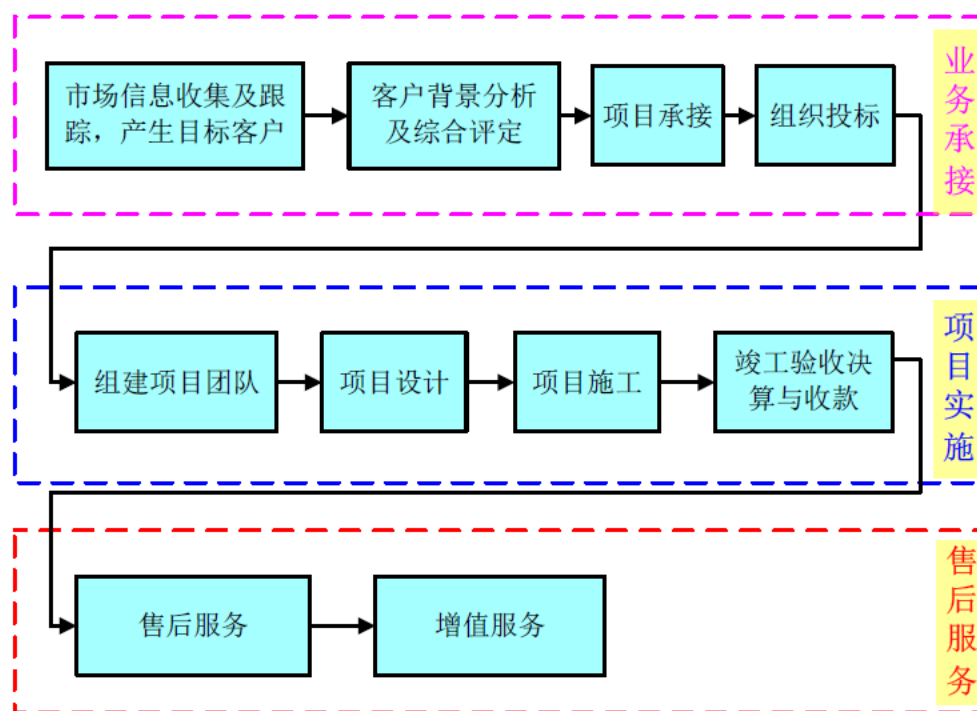 市场信息收集及跟
踪，产生目标客户
客户背景分析
及综合评定
项目承接
组织投标
业务承接
组建项目团队
项目设计
项目施工
竣工验收决
算与收款
项目实施
售后服务
增值服务
售后服务